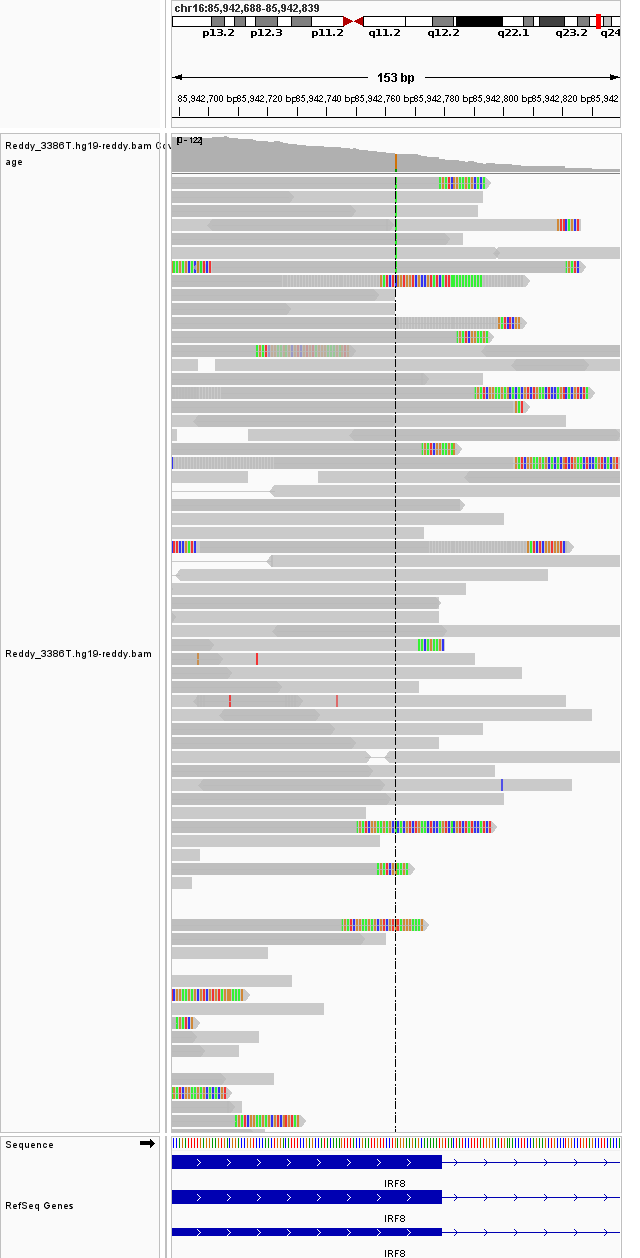 chr16:85,942,688-85,942,839
p13.2 p12.3 p11.2 q11.2 q12.2 q22.1 q23.2 q24
153 bp
85,942,700 bp 85,942,720 bp 85,942,740 bp 85,942,760 bp 85,942,780 bp 85,942,800 bp 85,942,820 bp 85,942
[0 - 122]
Reddy_3386T.hg19-reddy.bam Cov
age
Reddy_3386T.hg19-reddy.bam
Sequence
IRF8
RefSeq Genes
IRF8
IRF8